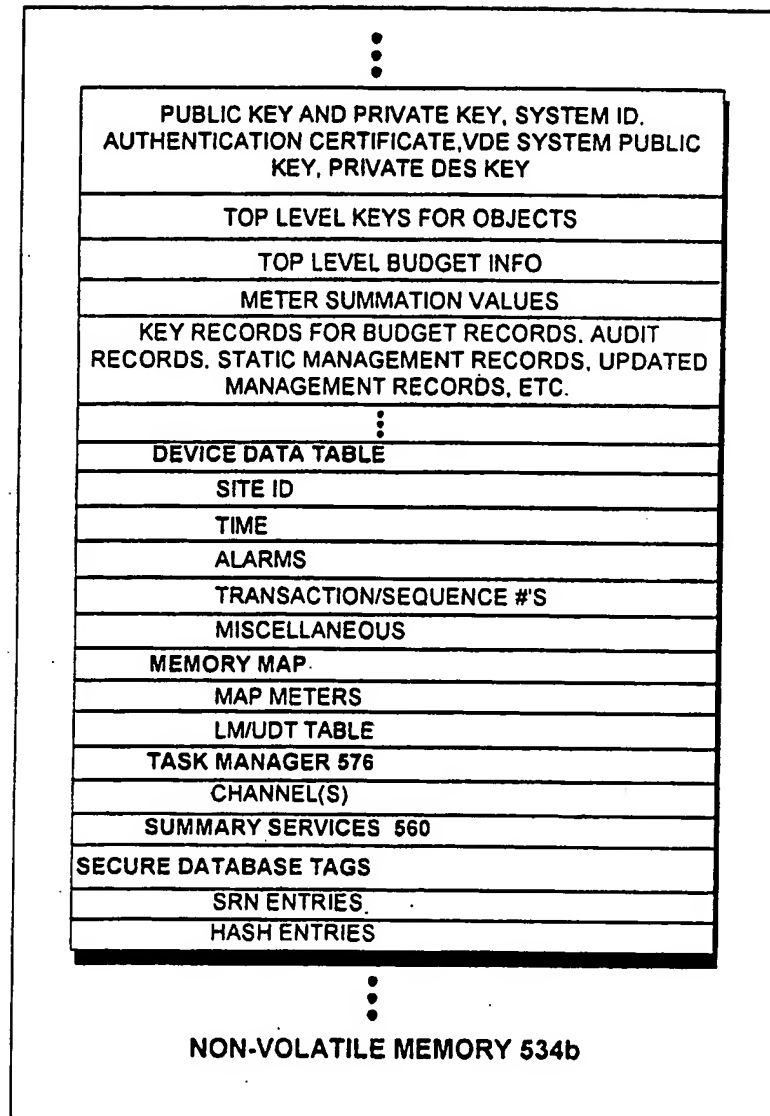 PUBLIC KEY AND PRIVATE KEY, SYSTEM ID.
AUTHENTICATION CERTIFICATE,VDE SYSTEM PUBLIC
KEY, PRIVATE DES KEY
TOP LEVEL KEYS FOR OBJECTS
TOP LEVEL BUDGET INFO
METER SUMMATION VALUES
KEY RECORDS FOR BUDGET RECORDS. AUDIT
RECORDS. STATIC MANAGEMENT RECORDS, UPDATED
MANAGEMENT RECORDS, ETC.
DEVICE DATA TABLE
SITE ID
TIME
ALARMS
TRANSACTION/SEQUENCE #'S
MISCELLANEOUS
MEMORY MAP
MAP METERS
LM/UDT TABLE
TASK MANAGER 576
CHANNEL(S)
SUMMARY SERVICES 560
SECURE DATABASE TAGS
SRN ENTRIES
HASH ENTRIES
NON-VOLATILE MEMORY 534b